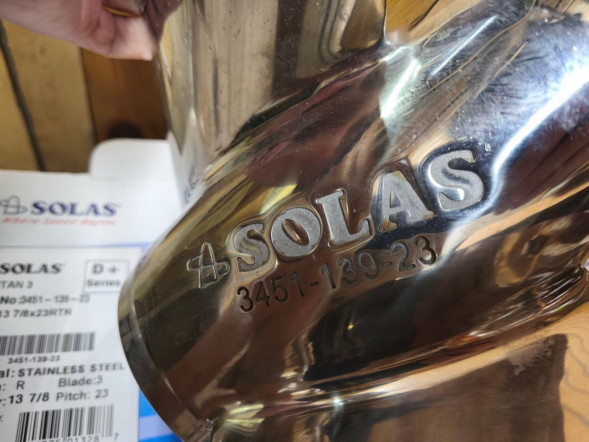 SOLAS
SOLAS
D+
Series
TAN 3
No:3451-139-23
13 7/8x23RTR
3451-139-23
al: STAINLESS STEEL
: R Blade:3
r:13 7/8 Pitch: 23
SOLAS
3451-139-23